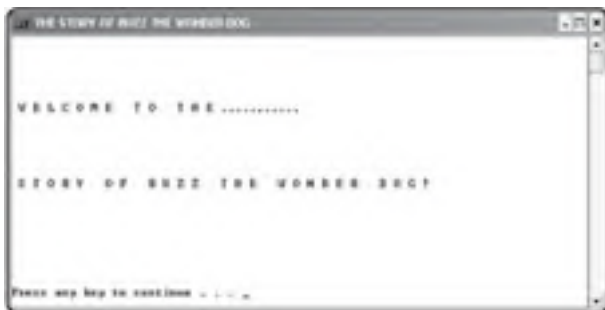 THE STORY OF BUZZ THE WONDER DOG
W E L C O M E   T O   T H E ...........
S T O R Y   O F   B U Z Z   T H E   W O N D E R   D O G !
Press any key to continue . . . _